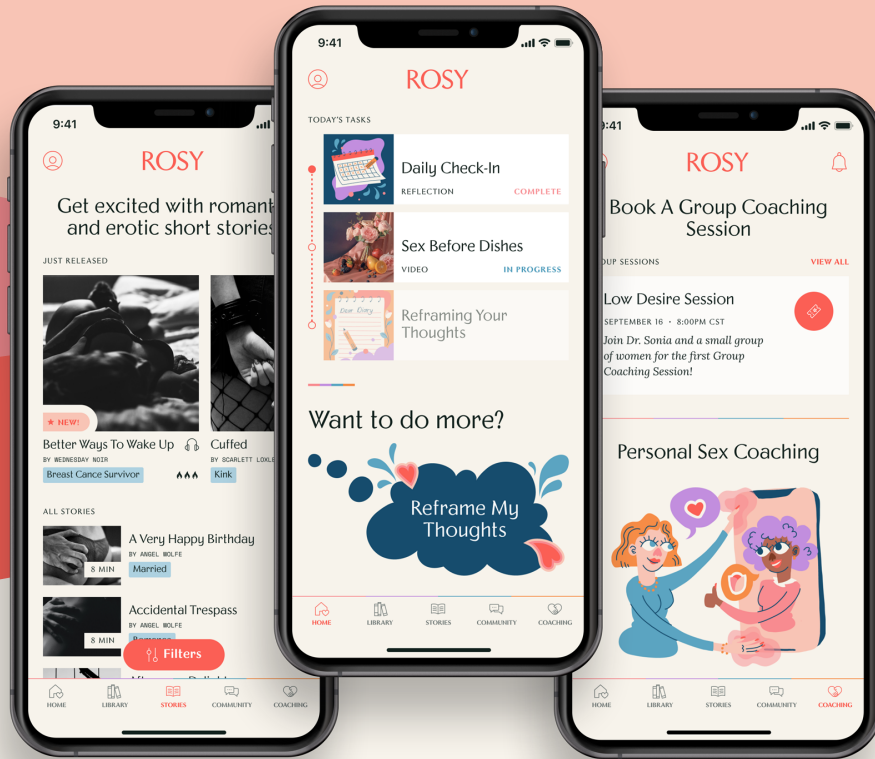 9:41
ROSY
Get excited with
and erotic short stories
JUST RELEASED
NEW!
Better Ways To Wake Up
BY WEDNESDAY NOIR
Breast Cance Survivor
Cuffed
BY SCARLETT
Kink
ALL STORIES
8 MIN
A Very Happy Birthday
BY ANGEL WOLFE
Married
8 MIN
Accidental Trespass
BY ANGEL WOLFE
Filters
HOME
LIBRARY
STORIES
COMMUNITY
COACHING
9:41
ROSY
TODAY'S TASKS
Daily Check-In
REFLECTION
COMPLETE
Sex Before Dishes
VIDEO
IN PROGRESS
Dear Diary
Reframing Your
Thoughts
Want to do more?
Reframe My
Thoughts
HOME
LIBRARY
STORIES
COMMUNITY
COACHING
9:41
ROSY
Book A Group Coaching
Session
SESSIONS
VIEW ALL
Low Desire Session
SEPTEMBER 16 • 8:00PM CST
Join Dr. Sonia and a small group
of women for the first Group
Coaching Session!
Personal Sex Coaching
HOME
LIBRARY
STORIES
COMMUNITY
COACHING